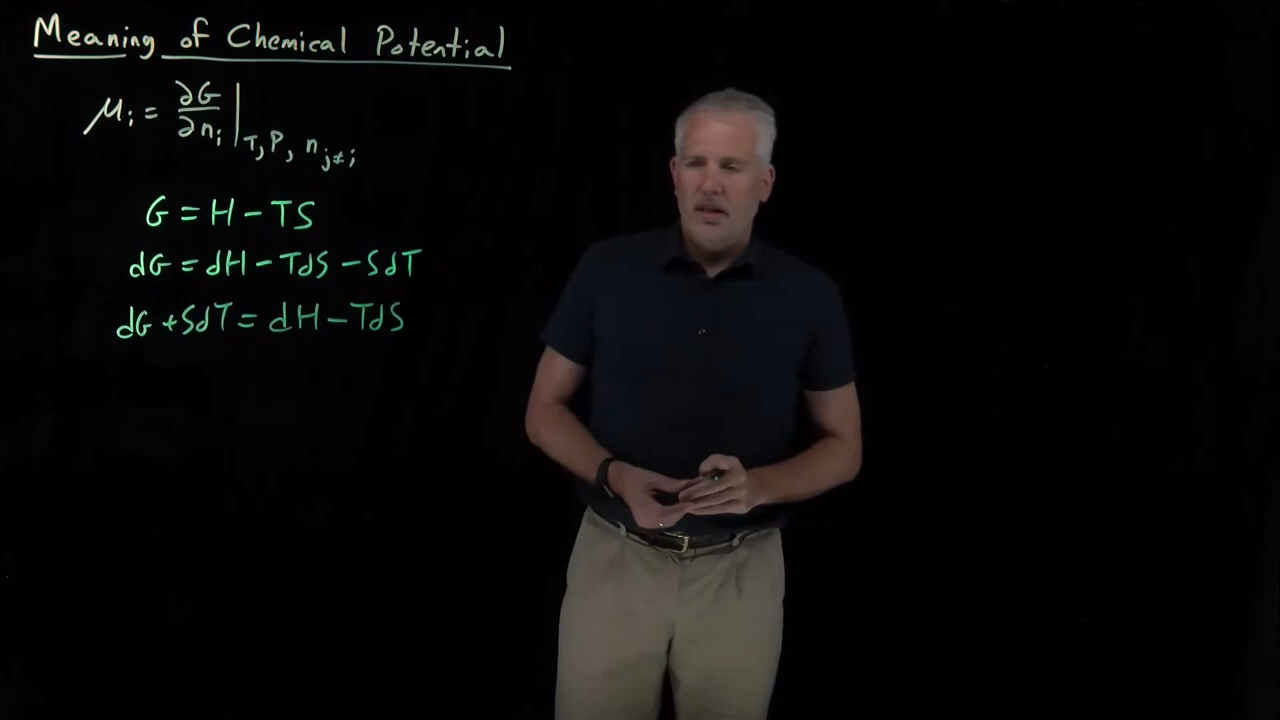 Meaning of Chemical Potential
μᵢ = ∂G/∂nᵢ |T, P, nⱼ≠ᵢ
G = H - TS
dG = dH - TdS - SdT
dG + SdT = dH - TdS